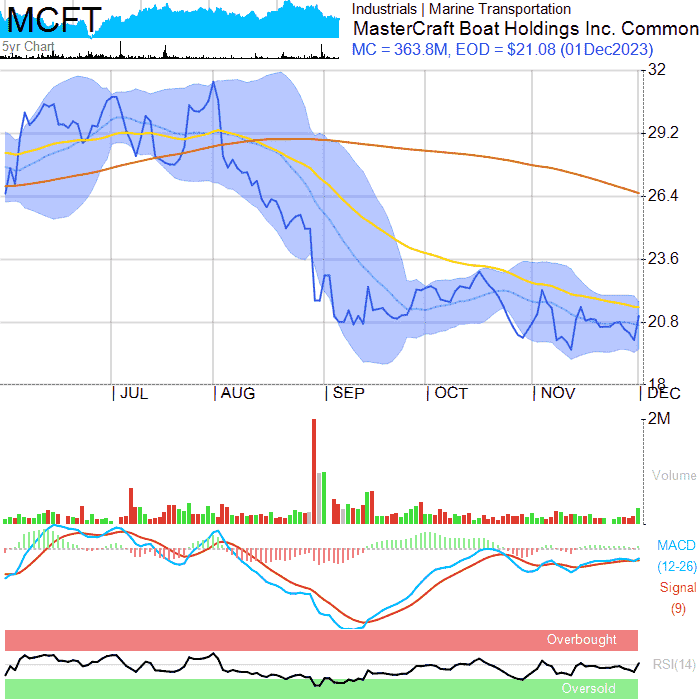 MCFT
5yr Chart
Industrials | Marine Transportation
MasterCraft Boat Holdings Inc. Common
MC = 363.8M, EOD = $21.08 (01Dec2023)
32
29.2
26.4
23.6
20.8
18
JUL AUG SEP OCT NOV DEC
2M
Volume
MACD
(12-26)
Signal
(9)
Overbought
RSI(14)
Oversold